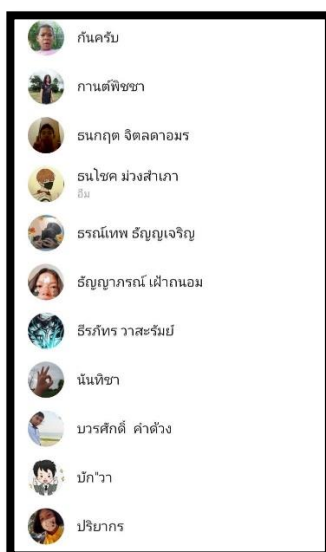 กันครับ
กานต์พิชชา
ธนกฤต จิตลดาอมร
ธนโชค ม่วงสำเภา
อืม
ธรณ์เทพ ธัญญเจริญ
ธัญญาภรณ์ เฝ้าถนอม
ธีรภัทร วาสะรัมย์
นันทิชา
บวรศักดิ์ คำด้วง
บัก"วา
ปริยากร